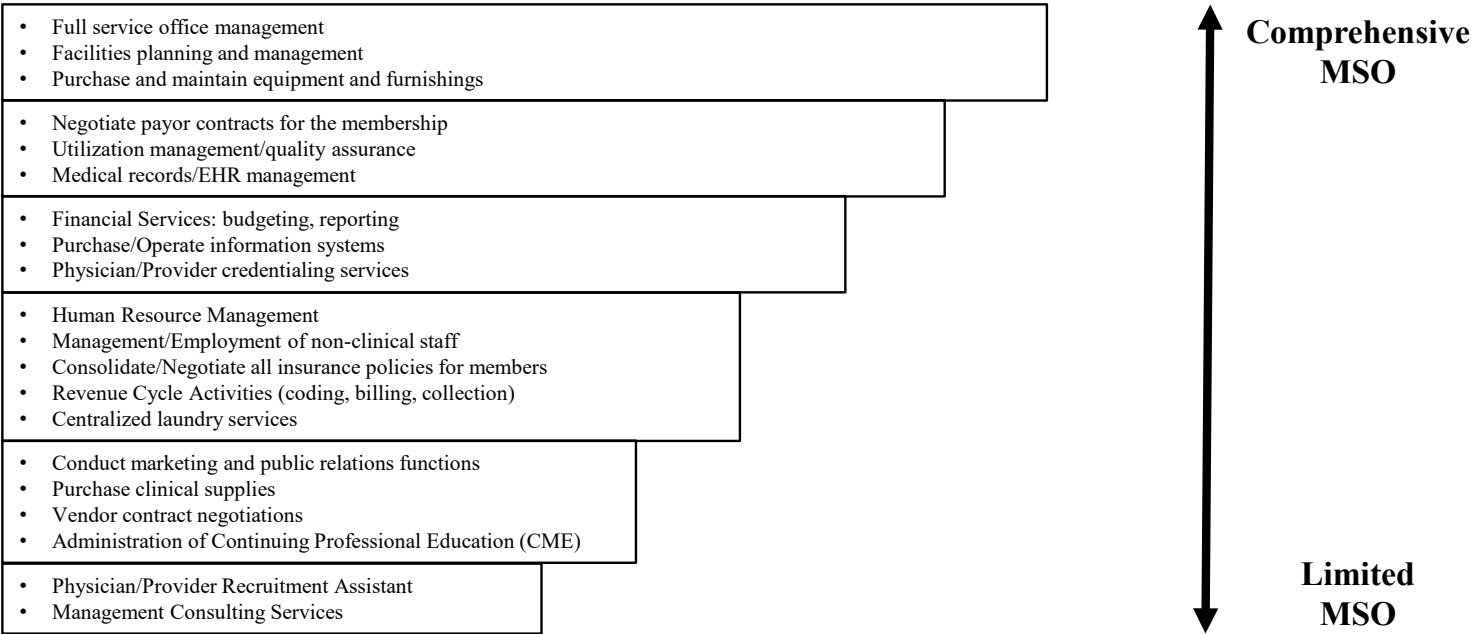 • Full service office management
• Facilities planning and management
• Purchase and maintain equipment and furnishings
• Negotiate payor contracts for the membership
• Utilization management/quality assurance
• Medical records/EHR management
• Financial Services: budgeting, reporting
• Purchase/Operate information systems
• Physician/Provider credentialing services
• Human Resource Management
• Management/Employment of non-clinical staff
• Consolidate/Negotiate all insurance policies for members
• Revenue Cycle Activities (coding, billing, collection)
• Centralized laundry services
• Conduct marketing and public relations functions
• Purchase clinical supplies
• Vendor contract negotiations
• Administration of Continuing Professional Education (CME)
• Physician/Provider Recruitment Assistant
• Management Consulting Services
Comprehensive
MSO
Limited
MSO